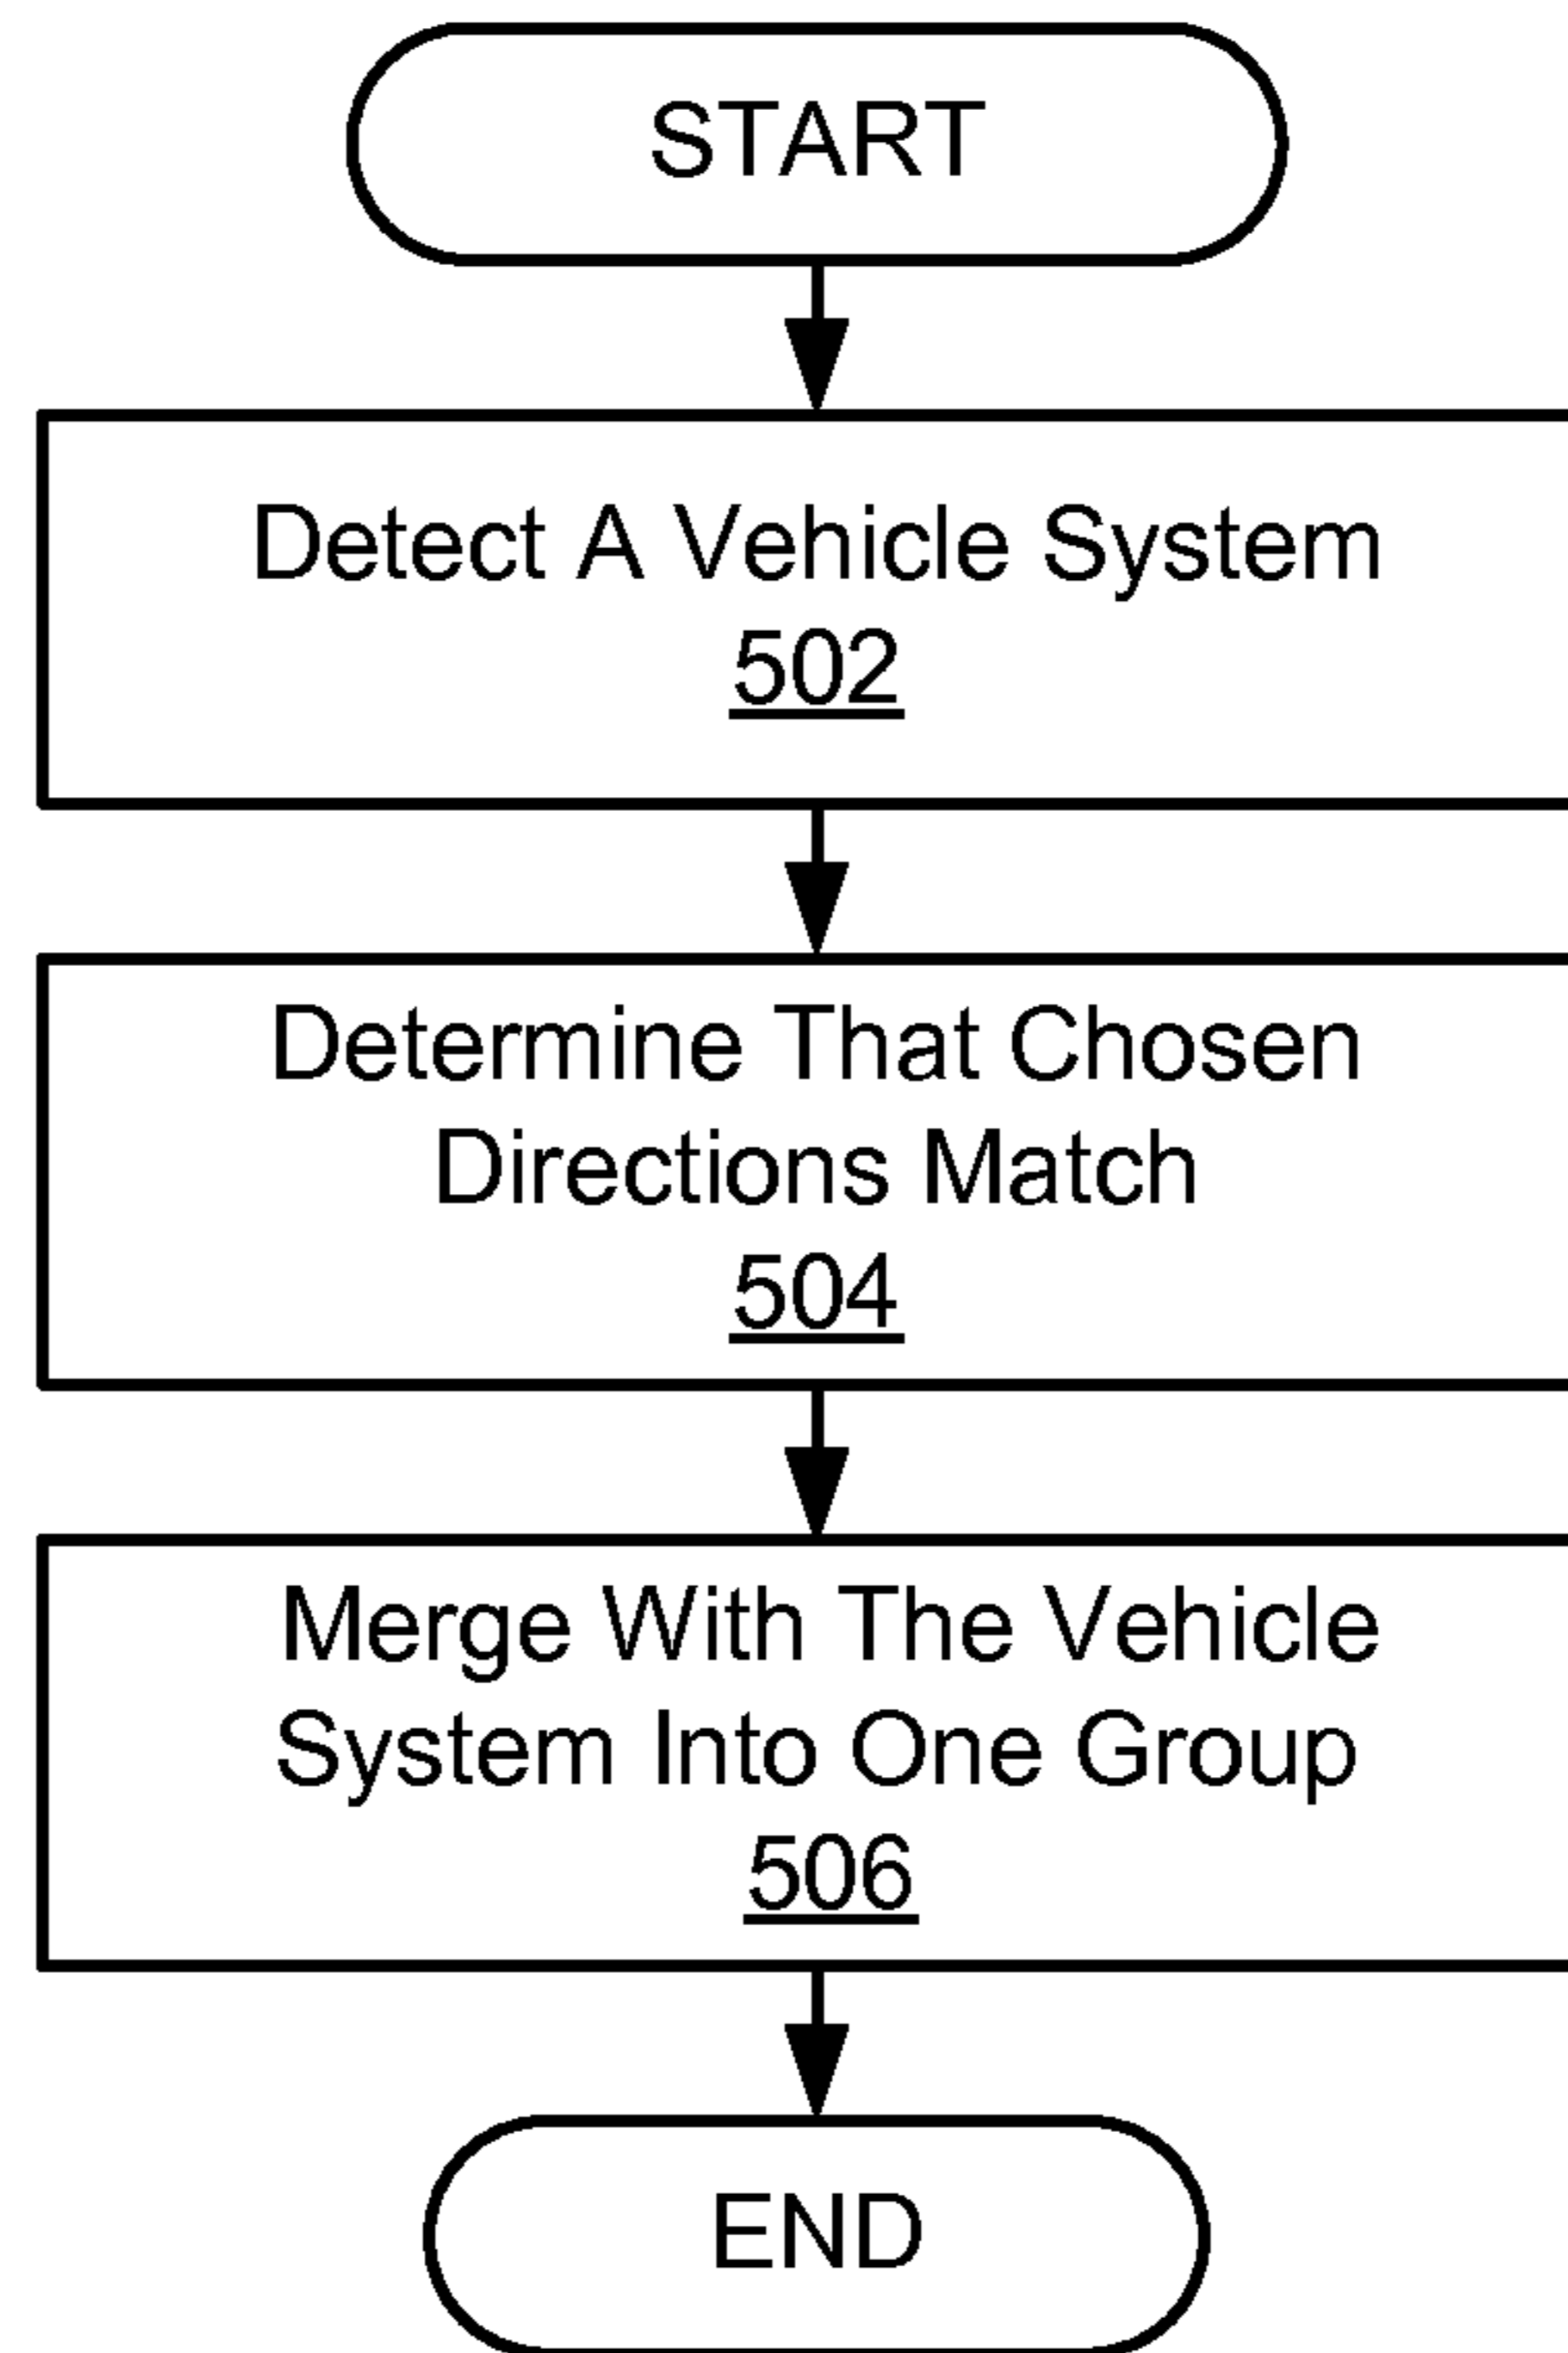 START
Detect A Vehicle System
502
Determine That Chosen
Directions Match
504
Merge With The Vehicle
System Into One Group
506
END